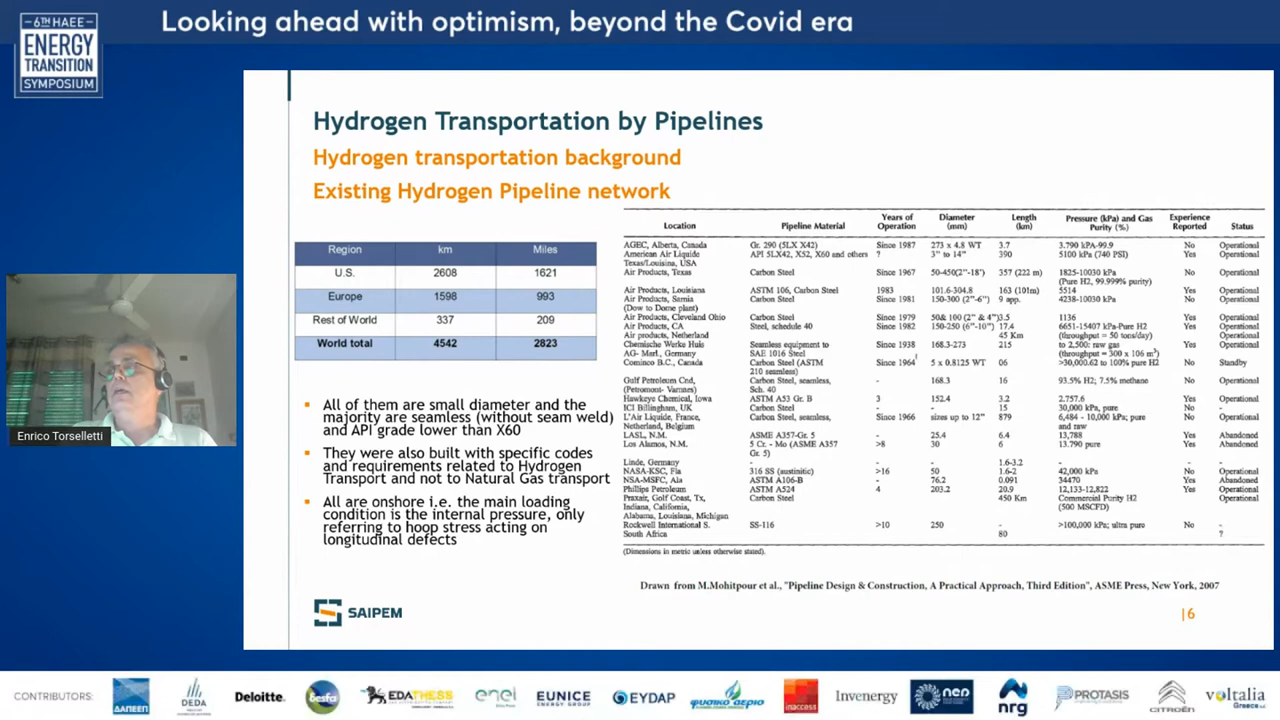 6TH HAEE
ENERGY
TRANSITION
SYMPOSIUM
Looking ahead with optimism, beyond the Covid era
Hydrogen Transportation by Pipelines
Hydrogen transportation background
Existing Hydrogen Pipeline network
Region km Miles
U.S. 2608 1621
Europe 1598 993
Rest of World 337 209
World total 4542 2823
All of them are small diameter and the
majority are seamless (without seam weld)
and API grade lower than X60
They were also built with specific codes
and requirements related to Hydrogen
Transport and not to Natural Gas transport
All are onshore i.e. the main loading
condition is the internal pressure, only
referring to hoop stress acting on
longitudinal defects
Location Pipeline Material Years of Operation Diameter (mm) Length (km) Pressure (kPa) and Gas Purity (%) Experience Reported Status
AGEC, Alberta, Canada Gr. 290 (5LX X42) Since 1987 273 x 4.8 WT 3.7 3.790 kPa-99.9 No Operational
American Air Liquide API 5LX42, X52, X60 and others ? 3" to 14" 390 5100 kPa (740 PSI) Yes Operational
Texas/Louisina, USA
Air Products, Texas Carbon Steel Since 1967 50-450(2"-18') 357 (222 m) 1825-10030 kPa No Operational
(Pure H2, 99.999% purity)
Air Products, Louisiana ASTM 106, Carbon Steel 1983 101.6-304.8 163 (101m) 5514 Yes Operational
Air Products, Sarnia Carbon Steel Since 1981 150-300 (2"-6") 9 app. 4238-10030 kPa No Operational
(Dow to Dome plant)
Air Products, Cleveland Ohio Carbon Steel Since 1979 50& 100 (2" & 4")3.5 1136 Yes Operational
Air products, CA Steel, schedule 40 Since 1982 150-250 (6"-10") 17.4 6651-15407 kPa-Pure H2 Yes Operational
Air products, Netherland 45 Km (throughput = 50 tons/day) Operational
Chemische Werke Huis Seamless equipment to Since 1938 168.3-273 215 to 2,500: raw gas Yes Operational
AG- Marl., Germany SAE 1016 Steel (throughput = 300 x 106 m³)
Cominco B.C., Canada Carbon Steel (ASTM Since 1964 5 x 0.8125 WT 06 >30,000.62 to 100% pure H2 No Standby
210 seamless)
Gulf Petroleum Cnd, Carbon Steel, seamless, - 168.3 16 93.5% H2; 7.5% methane No Operational
(Petromont- Varnnes) Sch. 40
Hawkeye Chemical, Iowa ASTM A53 Gr. B 3 152.4 3.2 2.757.6 Yes Operational
ICI Billingham, UK Carbon Steel - - 15 30,000 kPa, pure No -
L'Air Liquide, France, Carbon Steel, seamless, Since 1966 sizes up to 12" 879 6,484 - 10,000 kPa; pure No Operational
Netherland, Belgium and raw
LASL, N.M. ASME A357-Gr. 5 - 25.4 6.4 13,788 Yes Abandoned
Los Alamos, N.M. 5 Cr. - Mo (ASME A357 >8 30 6 13.790 pure Yes Abandoned
Gr. 5)
Linde, Germany - - - 1.6-3.2 - - -
NASA-KSC, Fla 316 SS (austinitic) >16 50 1.6-2 42,000 kPa No Operational
NSA-MSFC, Ala ASTM A106-B - 76.2 0.091 34470 Yes Abandoned
Phillips Petroleum ASTM A524 4 203.2 20.9 12,133-12,822 Yes Operational
Praxair, Golf Coast, Tx, Carbon Steel 450 Km Commercial Purity H2 Operational
Indiana, California, (500 MSCFD)
Alabama, Louisiana, Michigan
Rockwell International S. SS-116 >10 250 - >100,000 kPa; ultra pure No -
South Africa 80 ?
(Dimensions in metric unless otherwise stated).
Drawn from M.Mohitpour et al., "Pipeline Design & Construction, A Practical Approach, Third Edition", ASME Press, New York, 2007
SAIPEM
|6
Enrico Torselletti
CONTRIBUTORS:
ΔΑΠΕΕΠ
DEDA
Deloitte.
desfa
EDATHESS
enel
EUNICE
ENERGY GROUP
EYDAP
φυσικό αέριο
inaccess
Invenergy
nrg
PROTASIS
CITROËN
voltalia
Greece